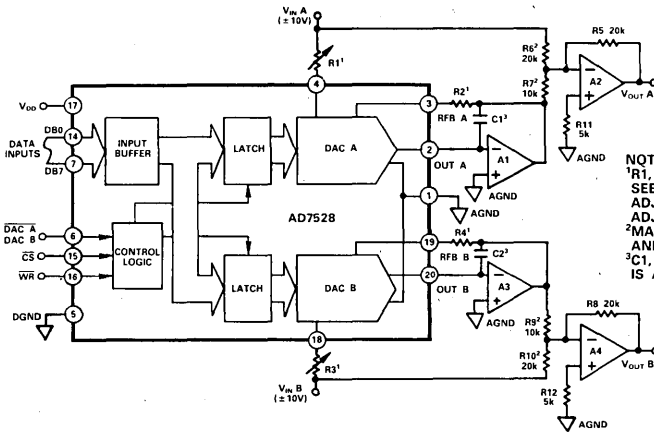 VIN A
(±10V)
R1¹
R6²
20k
R5 20k
R7²
10k
A2
VOUT A
R11
5k
AGND
VDD
17
DATA
INPUTS
DB0
14
7
DB7
INPUT
BUFFER
LATCH
DAC A
4
3
R2¹
RFB A
C1³
2
OUT A
A1
AGND
1
AGND
AD7528
DAC A
DAC B
6
CS
15
WR
16
CONTROL
LOGIC
DGND
5
LATCH
DAC B
19
R4¹
RFB B
C2³
20
OUT B
A3
AGND
18
R3¹
VIN B
(±10V)
R9²
10k
R10²
20k
R8 20k
A4
VOUT B
R12
5k
AGND
NOT
¹R1,
SEE
ADJ
ADJ
²MA
AND
³C1,
IS A